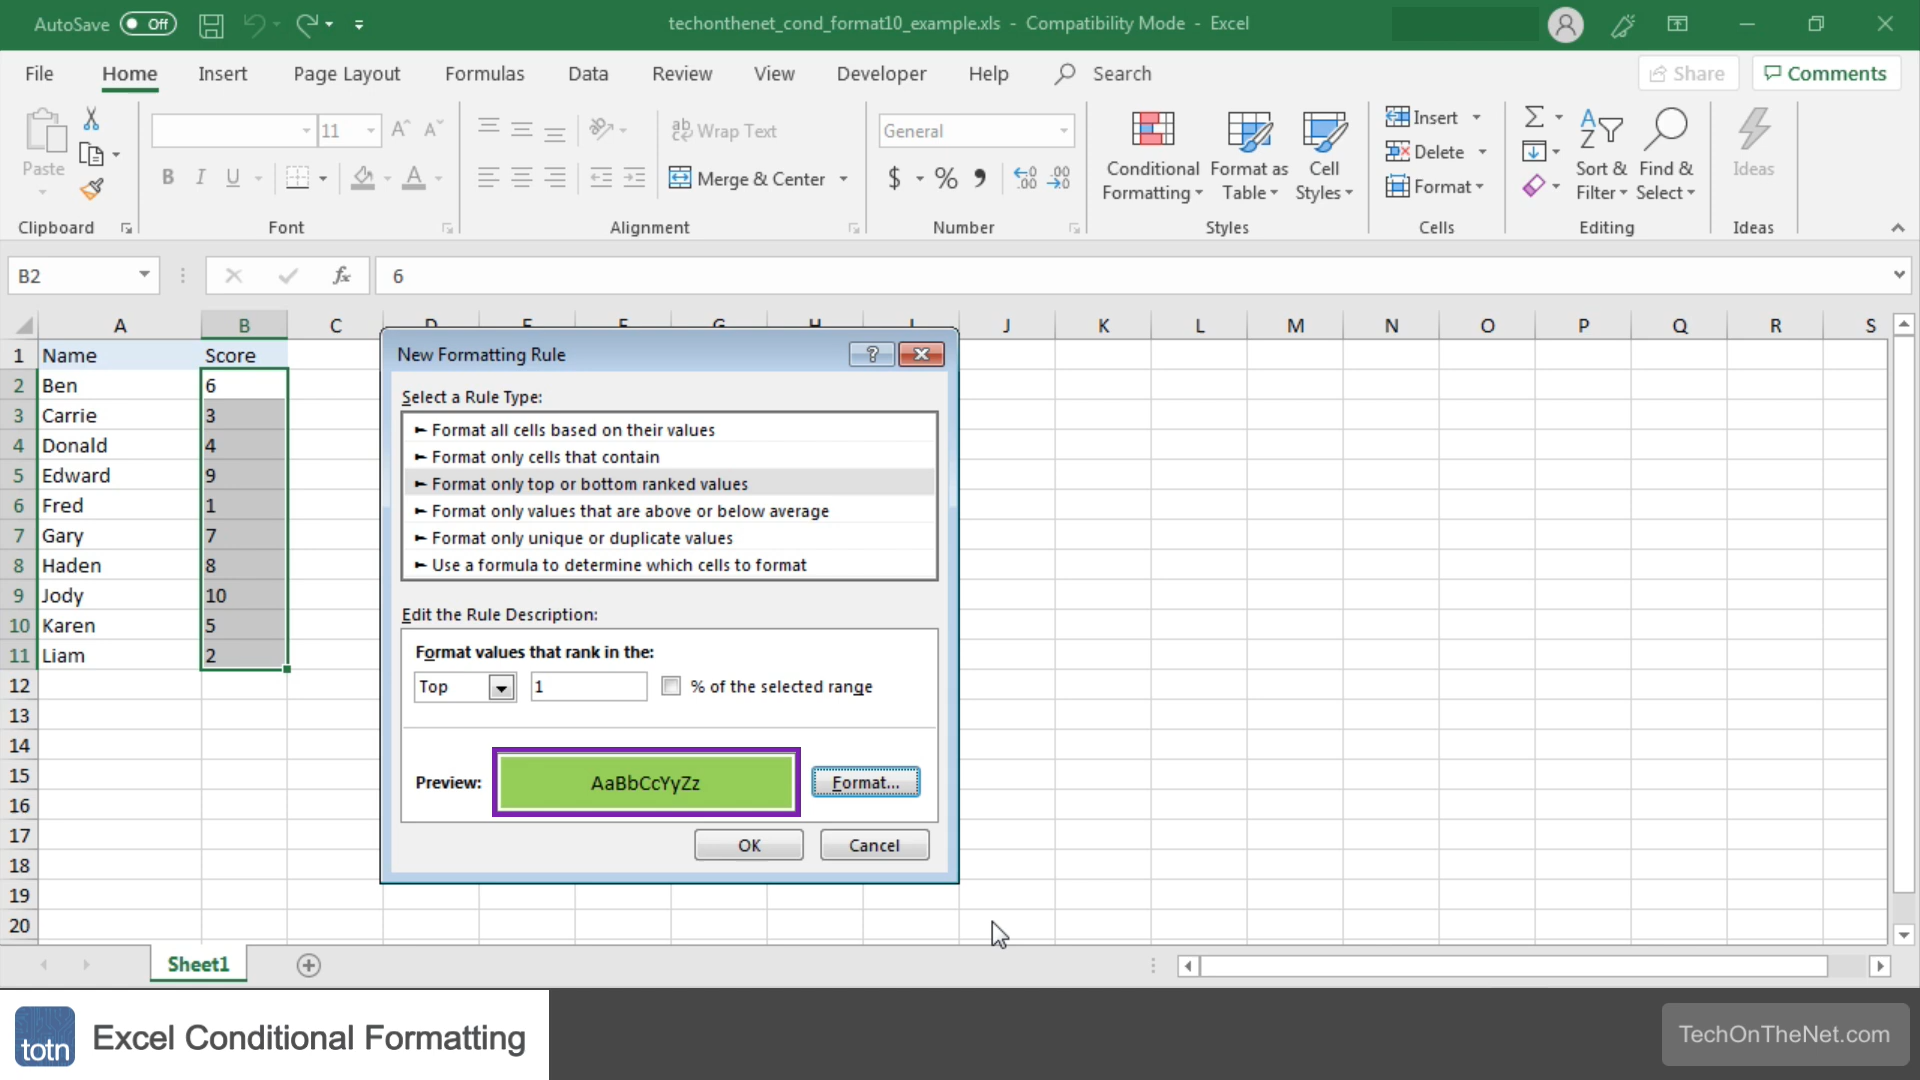 AutoSave Off techonthenet_cond_format10_example.xls - Compatibility Mode - Excel
File Home Insert Page Layout Formulas Data Review View Developer Help Search Share Comments
Paste
11
Wrap Text
General
Merge & Center
$ % 9
Conditional Formatting
Format as Table
Cell Styles
Insert
Delete
Format
Sort & Filter
Find & Select
Ideas
Clipboard Font Alignment Number Styles Cells Editing Ideas
B2 fx 6
A B C D E F G H I J K L M N O P Q R S
1 Name Score
2 Ben 6
3 Carrie 3
4 Donald 4
5 Edward 9
6 Fred 1
7 Gary 7
8 Haden 8
9 Jody 10
10 Karen 5
11 Liam 2
12
13
14
15
16
17
18
19
20
New Formatting Rule
Select a Rule Type:
► Format all cells based on their values
► Format only cells that contain
► Format only top or bottom ranked values
► Format only values that are above or below average
► Format only unique or duplicate values
► Use a formula to determine which cells to format
Edit the Rule Description:
Format values that rank in the:
Top 1 % of the selected range
Preview: AaBbCcYyZz Format...
OK Cancel
Sheet1
totn Excel Conditional Formatting
TechOnTheNet.com